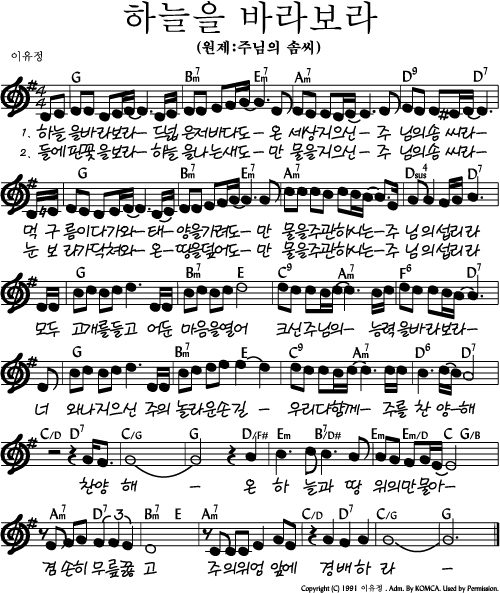 하늘을 바라보라
(원제:주님의 솜씨)
이유정
G Bm7 Em7 Am7 D9 D7
1. 하늘 을바라보라- 드넓 은저바다도- 온 세상지으신- 주 님의솜 씨라-
2. 들에핀꽃을보라- 하늘 을나는새도- 만 물을지으신- 주 님의솜 씨라-
G Bm7 Em7 Am7 Dsus4 D7
먹 구 름이다가와- 태- 양을가려도- 만 물을주관하시는- 주 님의섭리라
눈 보 라가닥쳐와- 온- 땅을덮어도- 만 물을주관하시는- 주 님의섭리라
G Am7 Bm7 E C9 Am7 F6 D7
모두 고개를들고 어둔 마음을열어 크신주님의- 능력을바라보라-
G Am7 Bm7 E C9 Am7 D6 D7
너 와나지으신 주의 놀라운손길- 우리다함께- 주를 찬 양-해
C/D D7 C/G G D/F# Em B7/D# Em Em/D C G/B
찬양 해 - 온 하 늘과 땅 위의만물아-
Am7 D7 3 Bm7 E Am7 C/D D7 C/G G
겸손히 무릎꿇 고 주의위엄 앞에 경배하 라 -
Copyright (C) 1991 이유정. Adm. By KOMCA. Used by Permission.